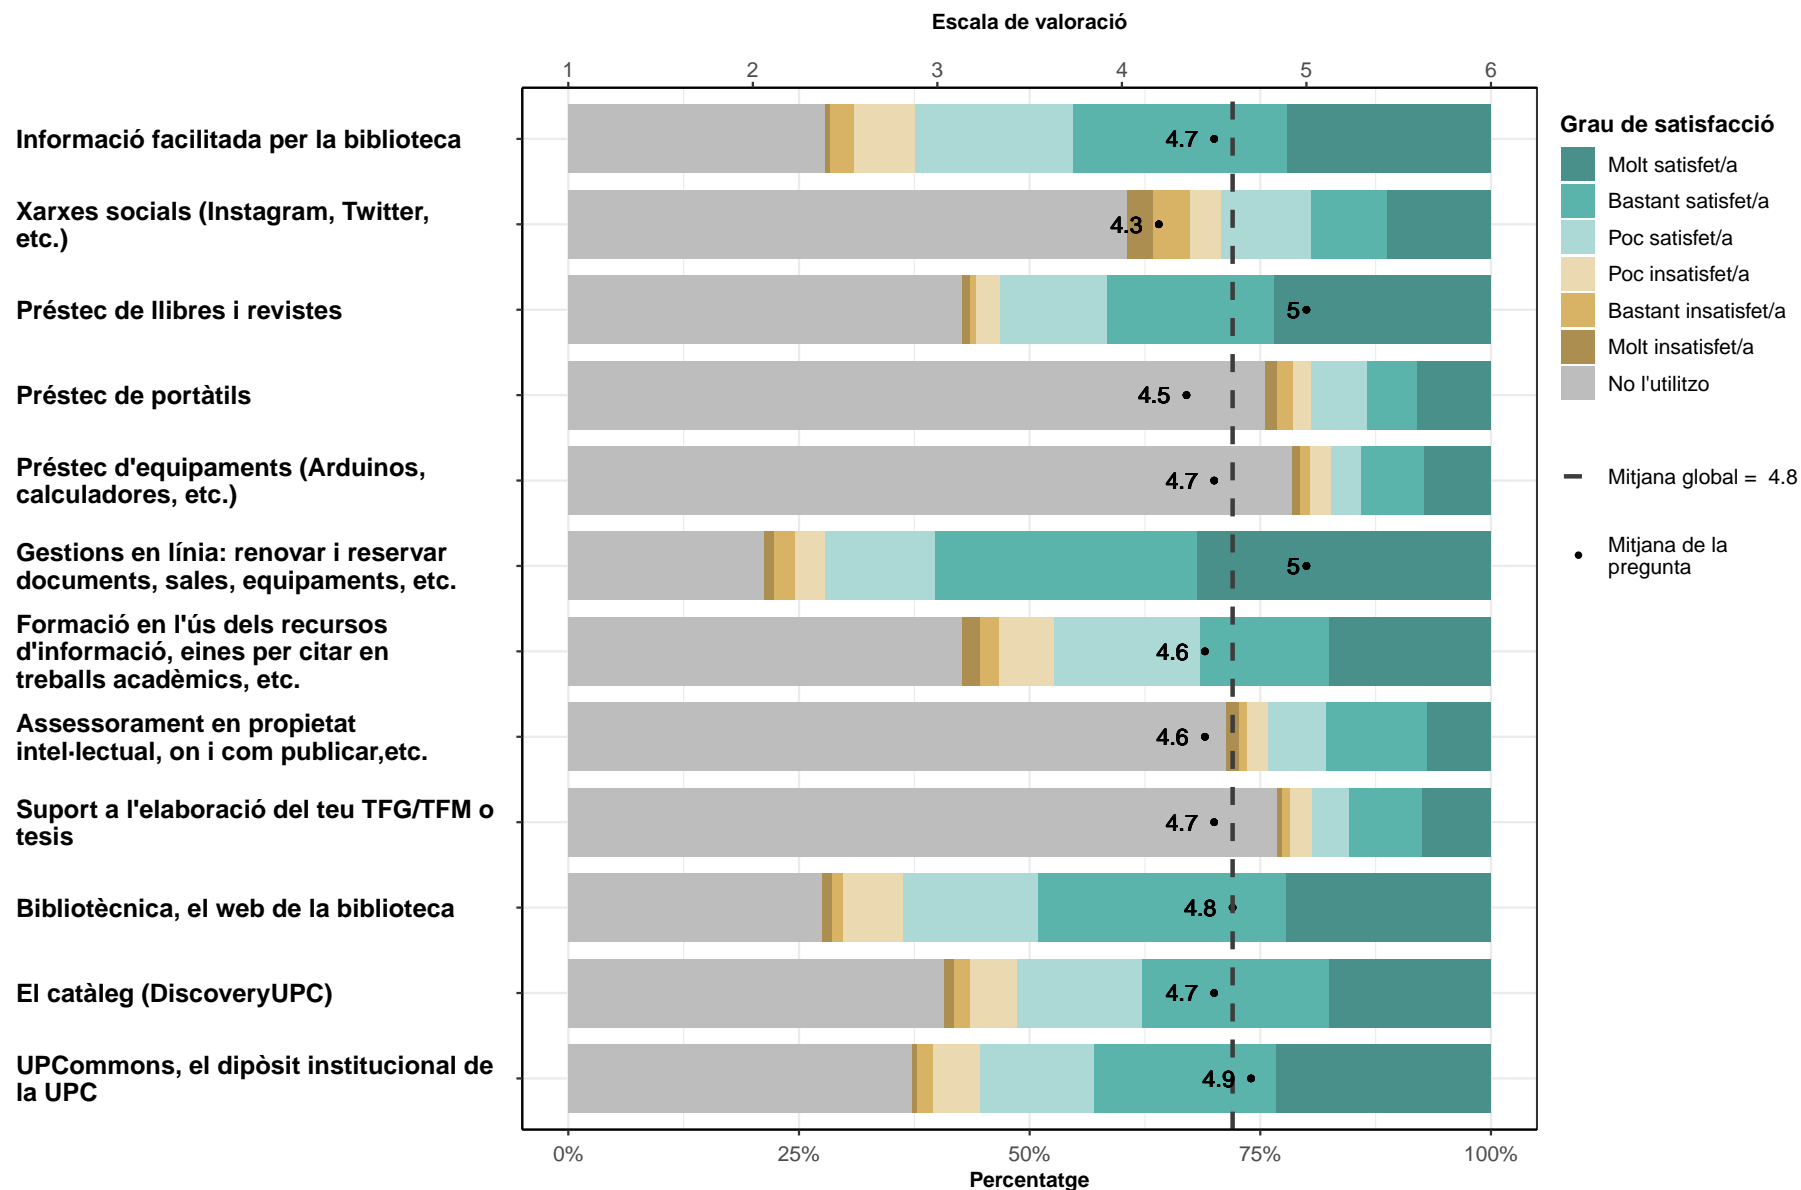 Escala de valoració
1 2 3 4 5 6
Informació facilitada per la biblioteca
4.7
Xarxes socials (Instagram, Twitter,
etc.)
4.3
Préstec de llibres i revistes
5
Préstec de portàtils
4.5
Préstec d'equipaments (Arduinos,
calculadores, etc.)
4.7
Gestions en línia: renovar i reservar
documents, sales, equipaments, etc.
5
Formació en l'ús dels recursos
d'informació, eines per citar en
treballs acadèmics, etc.
4.6
Assessorament en propietat
intel·lectual, on i com publicar,etc.
4.6
Suport a l'elaboració del teu TFG/TFM o
tesis
4.7
Bibliotècnica, el web de la biblioteca
4.8
El catàleg (DiscoveryUPC)
4.7
UPCommons, el dipòsit institucional de
la UPC
4.9
0% 25% 50% 75% 100%
Percentatge
Grau de satisfacció
Molt satisfet/a
Bastant satisfet/a
Poc satisfet/a
Poc insatisfet/a
Bastant insatisfet/a
Molt insatisfet/a
No l'utilitzo
Mitjana global = 4.8
Mitjana de la
pregunta